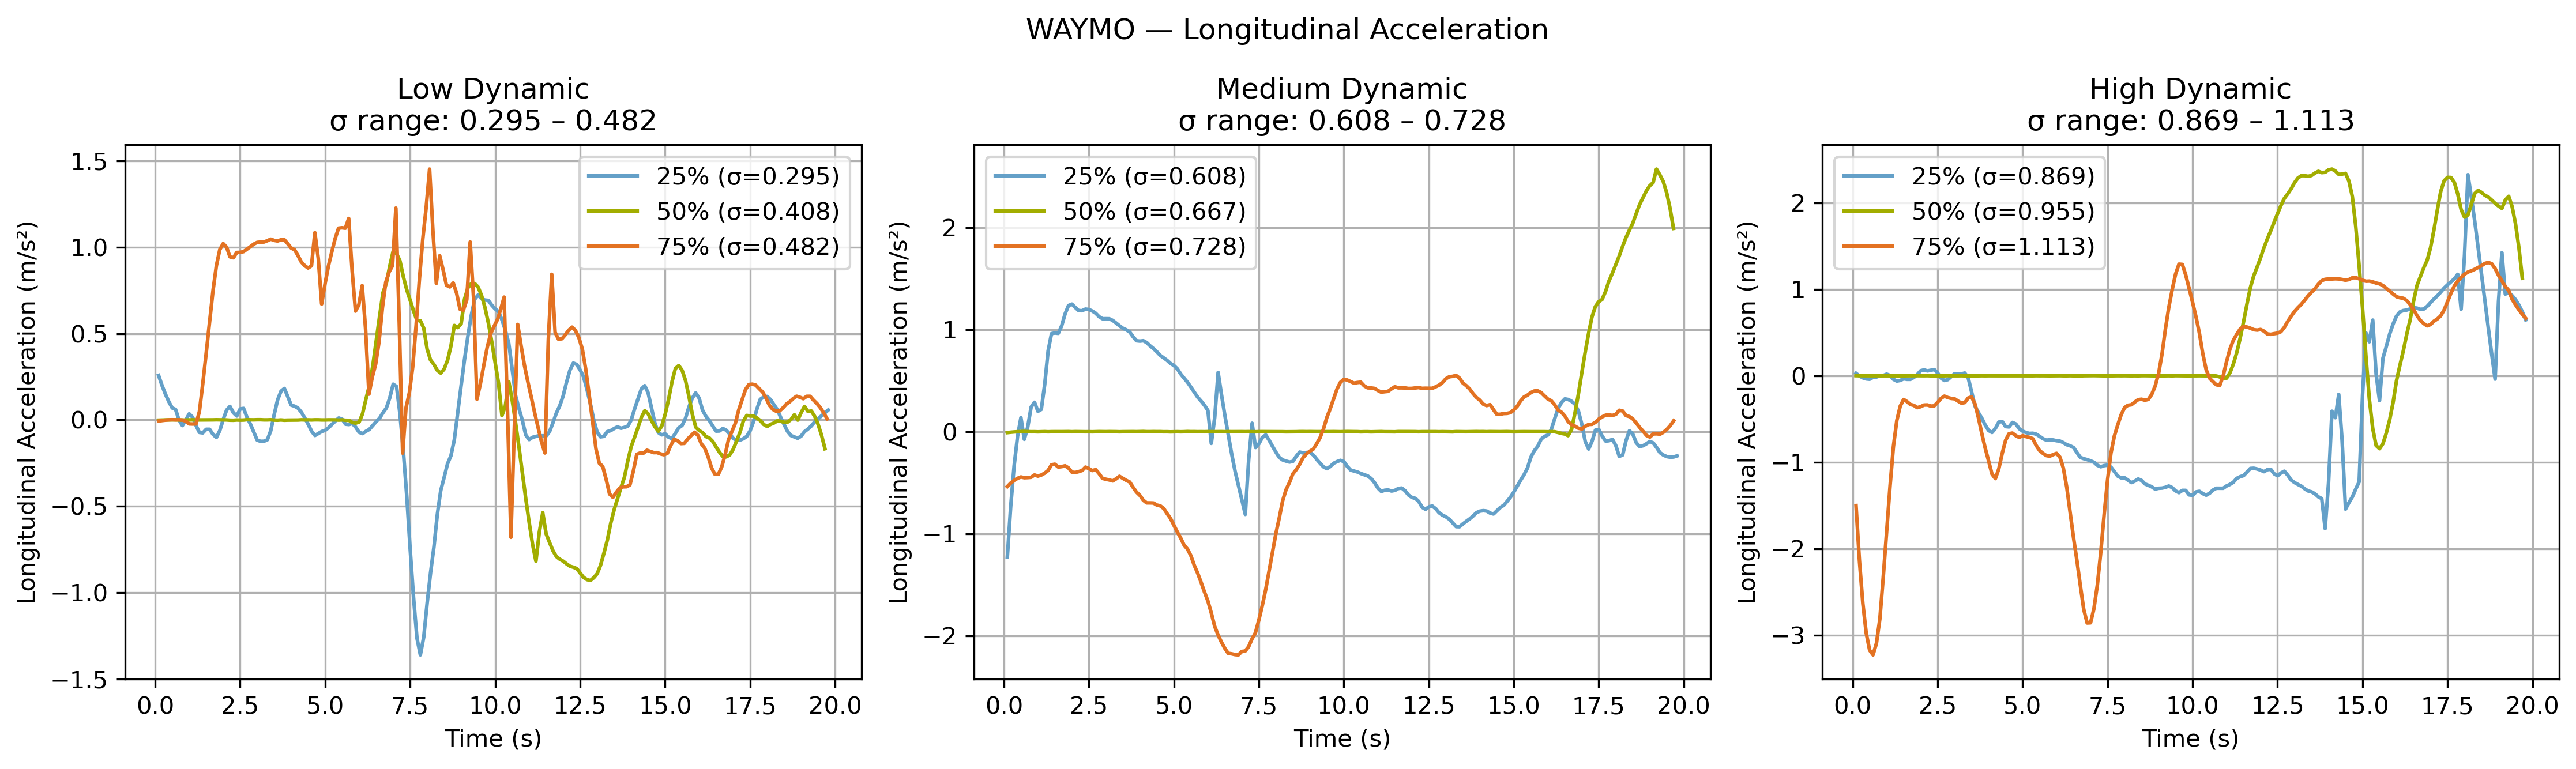 WAYMO — Longitudinal Acceleration
Low Dynamic
σ range: 0.295 – 0.482
Longitudinal Acceleration (m/s²)
1.5
1.0
0.5
0.0
−0.5
−1.0
−1.5
25% (σ=0.295)
50% (σ=0.408)
75% (σ=0.482)
0.0 2.5 5.0 7.5 10.0 12.5 15.0 17.5 20.0
Time (s)
Medium Dynamic
σ range: 0.608 – 0.728
Longitudinal Acceleration (m/s²)
2
1
0
−1
−2
25% (σ=0.608)
50% (σ=0.667)
75% (σ=0.728)
0.0 2.5 5.0 7.5 10.0 12.5 15.0 17.5 20.0
Time (s)
High Dynamic
σ range: 0.869 – 1.113
Longitudinal Acceleration (m/s²)
2
1
0
−1
−2
−3
25% (σ=0.869)
50% (σ=0.955)
75% (σ=1.113)
0.0 2.5 5.0 7.5 10.0 12.5 15.0 17.5 20.0
Time (s)